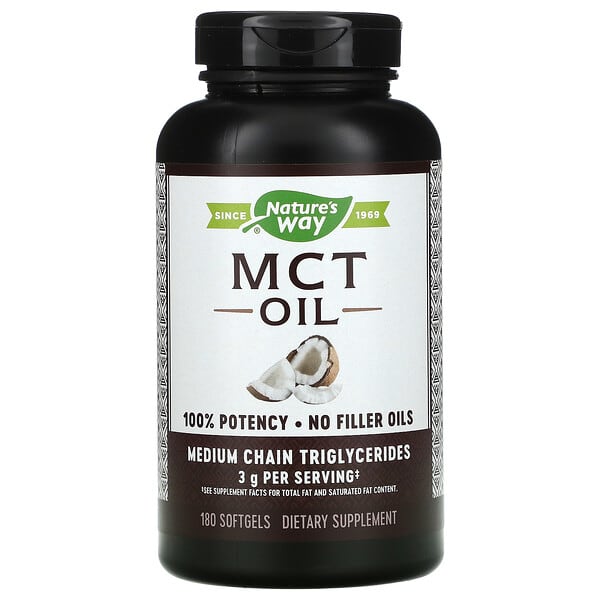 SINCE Nature's Way® 1969
MCT
OIL
100% POTENCY • NO FILLER OILS
MEDIUM CHAIN TRIGLYCERIDES
3 g PER SERVING‡
‡SEE SUPPLEMENT FACTS FOR TOTAL FAT AND SATURATED FAT CONTENT.
180 SOFTGELS DIETARY SUPPLEMENT